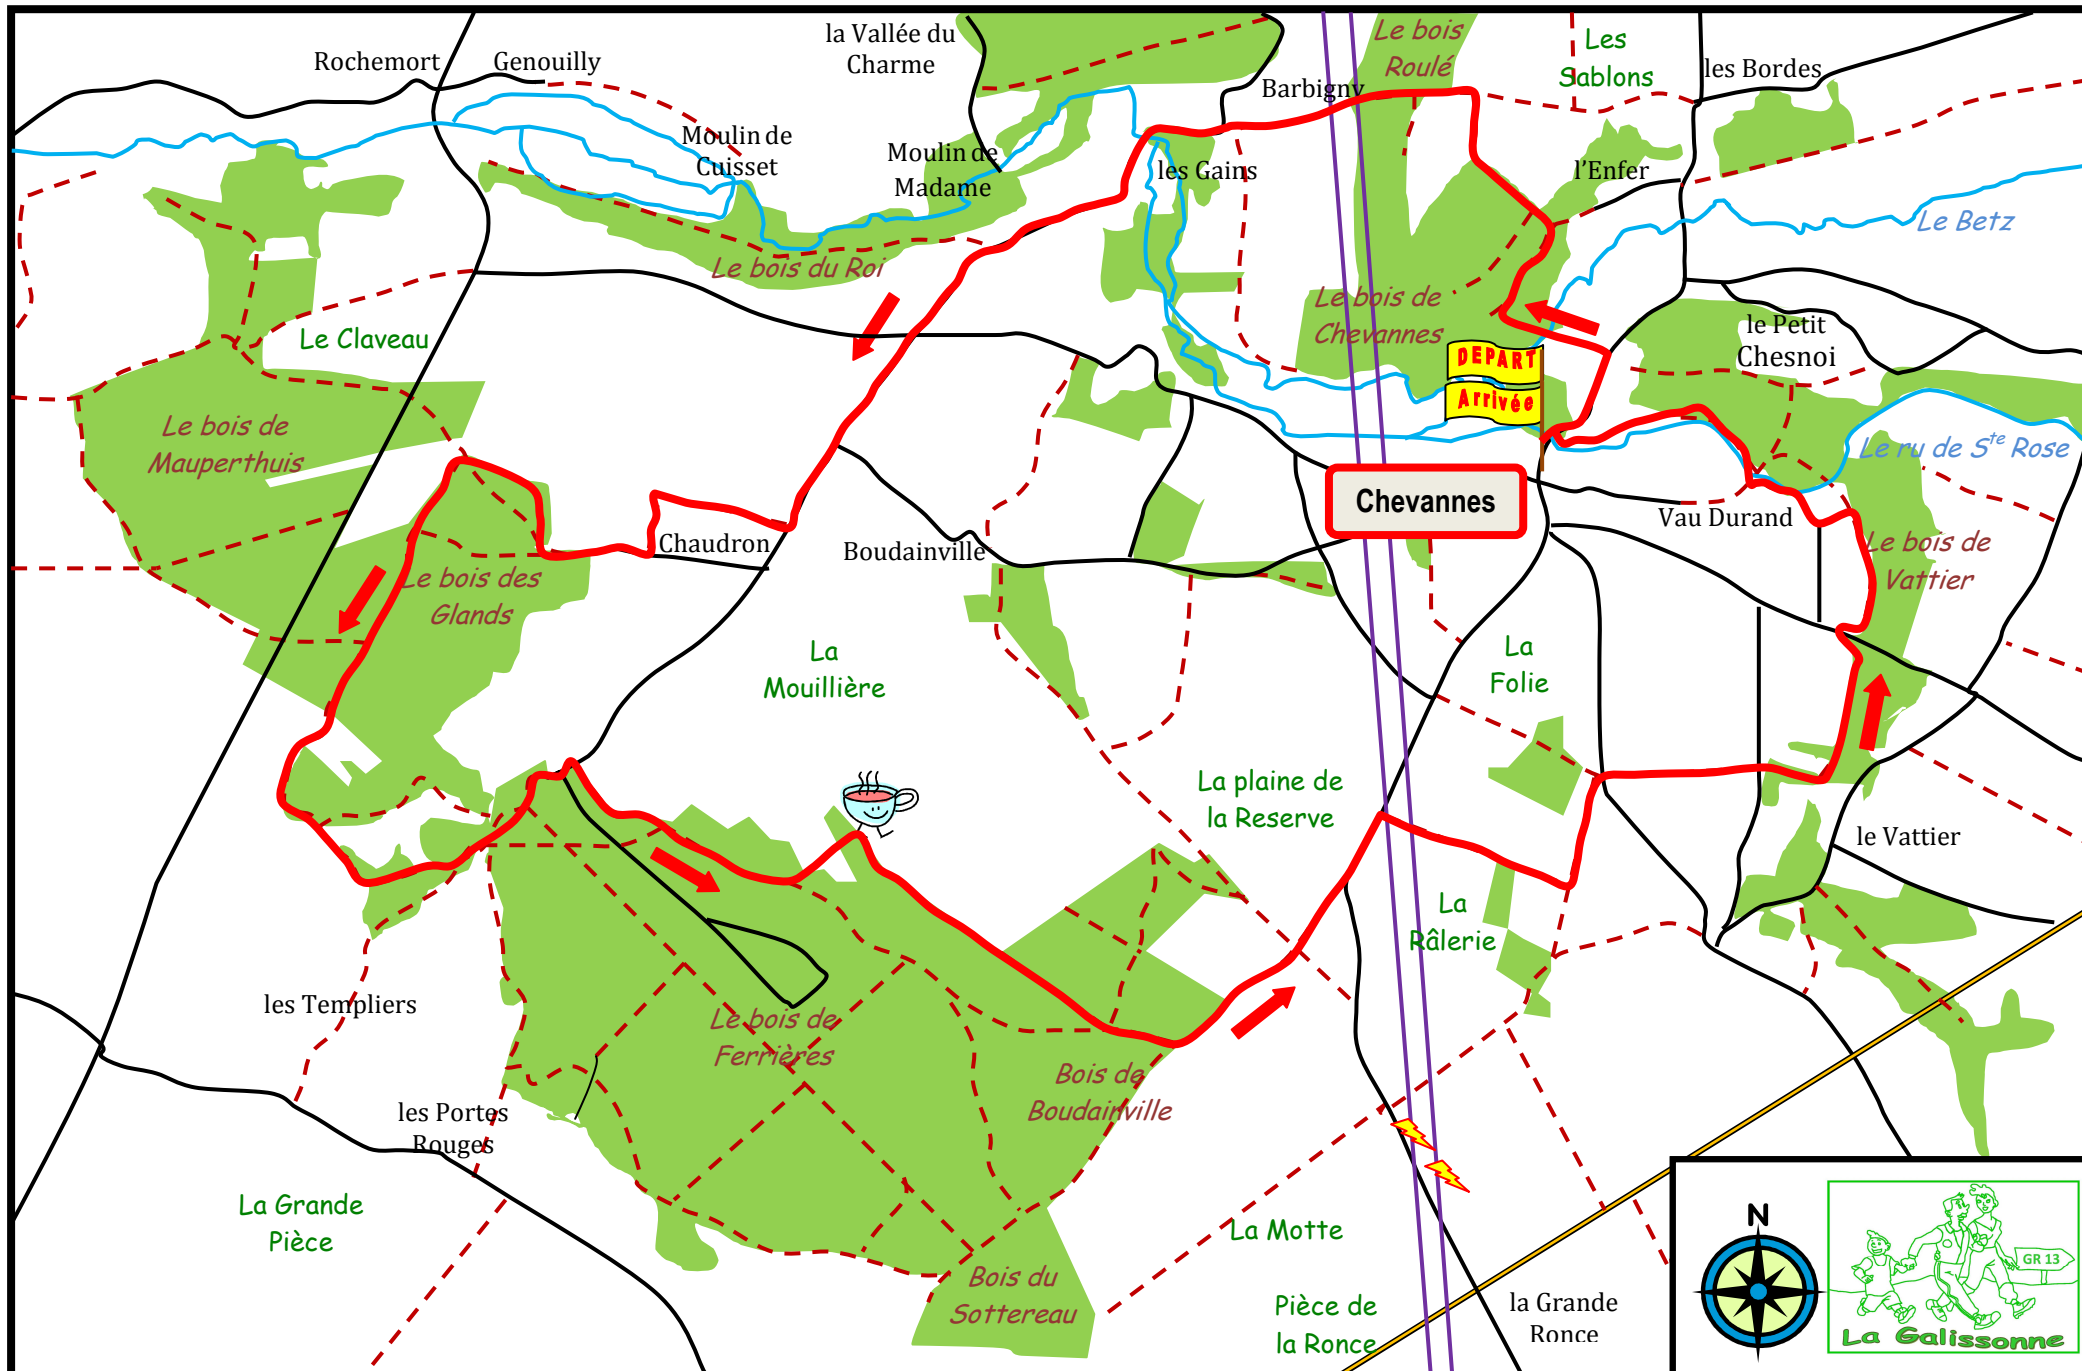 la Vallée du
Charme
Le bois
Roulé
Les
Sablons
Rochemort
Genouilly
les Bordes
Barbigny
Moulin de
Cuisset
Moulin de
Madame
les Gains
l'Enfer
Le Betz
Le bois du Roi
Le bois de
Chevannes
Le Claveau
le Petit
Chesnoi
DEPART
Arrivée
Le bois de
Mauperthuis
Le ru de Ste Rose
Chevannes
Vau Durand
Chaudron
Boudainville
Le bois de
Vattier
Le bois des
Glands
La
Mouillière
La
Folie
La plaine de
la Reserve
le Vattier
La
Râlerie
les Templiers
Le bois de
Ferrières
Bois de
Boudainville
les Portes
Rouges
La Grande
Pièce
La Motte
Bois du
Sottereau
Pièce de
la Ronce
la Grande
Ronce
N
GR 13
La Galissonne